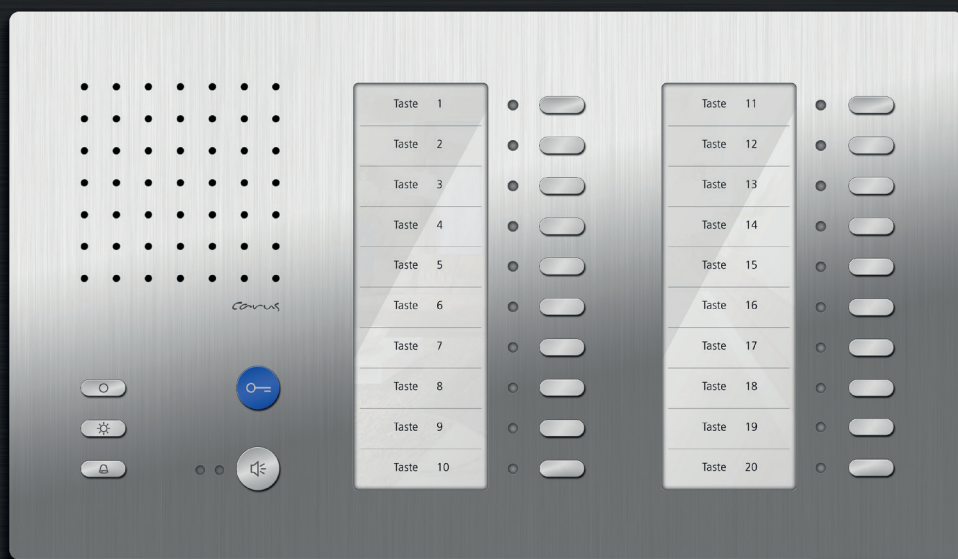 carus
Taste 1
Taste 2
Taste 3
Taste 4
Taste 5
Taste 6
Taste 7
Taste 8
Taste 9
Taste 10
Taste 11
Taste 12
Taste 13
Taste 14
Taste 15
Taste 16
Taste 17
Taste 18
Taste 19
Taste 20